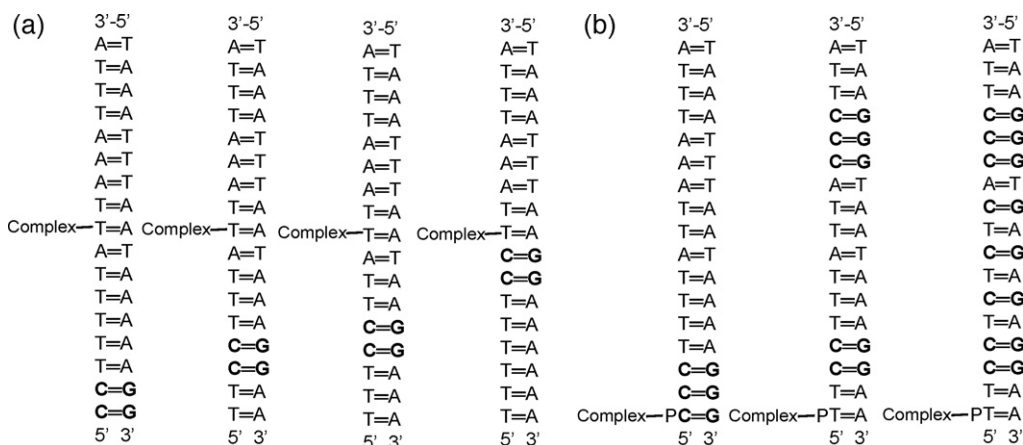 (a) 3'-5' 3'-5' 3'-5' 3'-5' (b) 3'-5' 3'-5' 3'-5'
A=T A=T A=T A=T A=T A=T A=T
T=A T=A T=A T=A T=A T=A T=A
T=A T=A T=A T=A T=A T=A T=A
T=A T=A T=A T=A T=A C=G C=G
A=T A=T A=T A=T A=T C=G C=G
A=T A=T A=T A=T A=T C=G C=G
A=T A=T A=T A=T A=T A=T A=T
T=A T=A T=A T=A T=A T=A C=G
Complex-T=A Complex-T=A Complex-T=A Complex-T=A T=A T=A T=A
A=T A=T A=T C=G A=T A=T C=G
T=A T=A T=A C=G T=A T=A T=A
T=A T=A T=A T=A T=A T=A C=G
T=A T=A C=G T=A T=A T=A T=A
T=A C=G C=G T=A T=A C=G C=G
T=A C=G T=A T=A C=G C=G C=G
C=G T=A T=A T=A C=G T=A T=A
C=G T=A T=A T=A Complex-PC=G Complex-PT=A Complex-PT=A
5' 3' 5' 3' 5' 3' 5' 3' 5' 3' 5' 3' 5' 3'